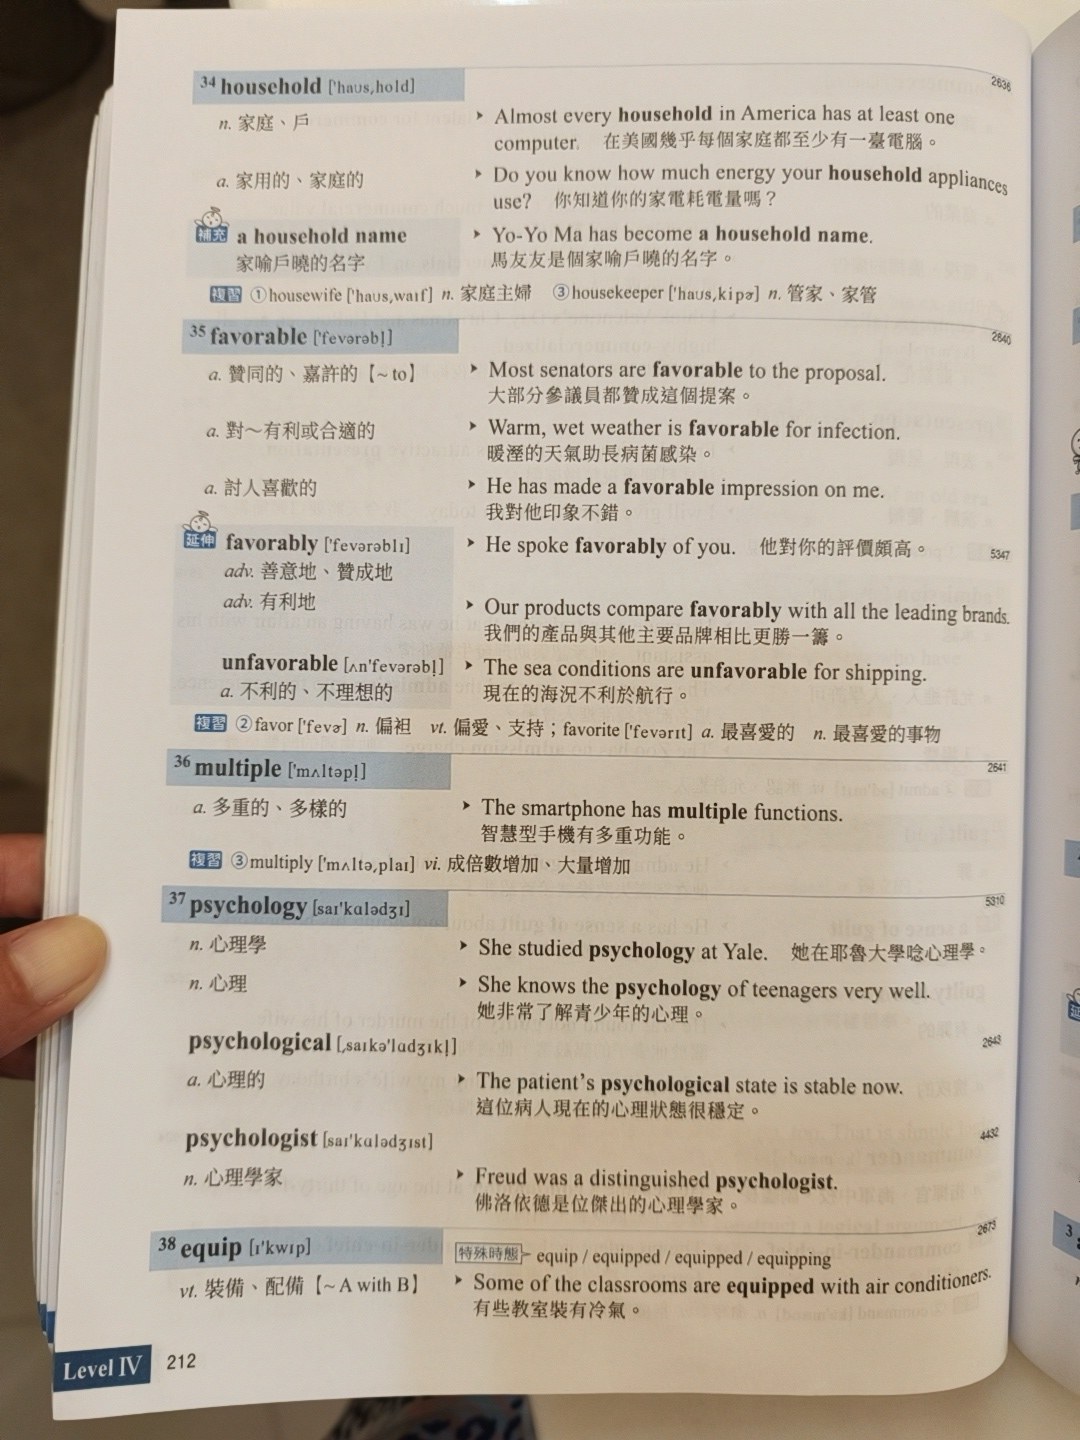 34 household [ˈhaʊsˌhold] 2636
n. 家庭、戶
➤ Almost every household in America has at least one
computer. 在美國幾乎每個家庭都至少有一臺電腦。
a. 家用的、家庭的
➤ Do you know how much energy your household appliances
use? 你知道你的家電耗電量嗎？
補充 a household name
家喻戶曉的名字
➤ Yo-Yo Ma has become a household name.
馬友友是個家喻戶曉的名字。
複習 ①housewife [ˈhaʊsˌwaɪf] n. 家庭主婦 ③housekeeper [ˈhaʊsˌkipɚ] n. 管家、家管
35 favorable [ˈfevərəbl̩] 2640
a. 贊同的、嘉許的【~ to】
➤ Most senators are favorable to the proposal.
大部分參議員都贊成這個提案。
a. 對～有利或合適的
➤ Warm, wet weather is favorable for infection.
暖溼的天氣助長病菌感染。
a. 討人喜歡的
➤ He has made a favorable impression on me.
我對他印象不錯。
延伸 favorably [ˈfevərəblɪ]
adv. 善意地、贊成地
➤ He spoke favorably of you. 他對你的評價頗高。 5347
adv. 有利地
➤ Our products compare favorably with all the leading brands.
我們的產品與其他主要品牌相比更勝一籌。
unfavorable [ʌnˈfevərəbl̩]
a. 不利的、不理想的
➤ The sea conditions are unfavorable for shipping.
現在的海況不利於航行。
複習 ②favor [ˈfevɚ] n. 偏袒 vt. 偏愛、支持；favorite [ˈfevərɪt] a. 最喜愛的 n. 最喜愛的事物
36 multiple [ˈmʌltəpl̩] 2641
a. 多重的、多樣的
➤ The smartphone has multiple functions.
智慧型手機有多重功能。
複習 ③multiply [ˈmʌltəˌplaɪ] vi. 成倍數增加、大量增加
37 psychology [saɪˈkɑlədʒɪ] 5310
n. 心理學
➤ She studied psychology at Yale. 她在耶魯大學唸心理學。
n. 心理
➤ She knows the psychology of teenagers very well.
她非常了解青少年的心理。
psychological [ˌsaɪkəˈlɑdʒɪkl̩] 2643
a. 心理的
➤ The patient's psychological state is stable now.
這位病人現在的心理狀態很穩定。
psychologist [saɪˈkɑlədʒɪst] 4432
n. 心理學家
➤ Freud was a distinguished psychologist.
佛洛依德是位傑出的心理學家。
38 equip [ɪˈkwɪp] 2673
特殊時態 equip / equipped / equipped / equipping
vt. 裝備、配備【~ A with B】
➤ Some of the classrooms are equipped with air conditioners.
有些教室裝有冷氣。
Level IV 212